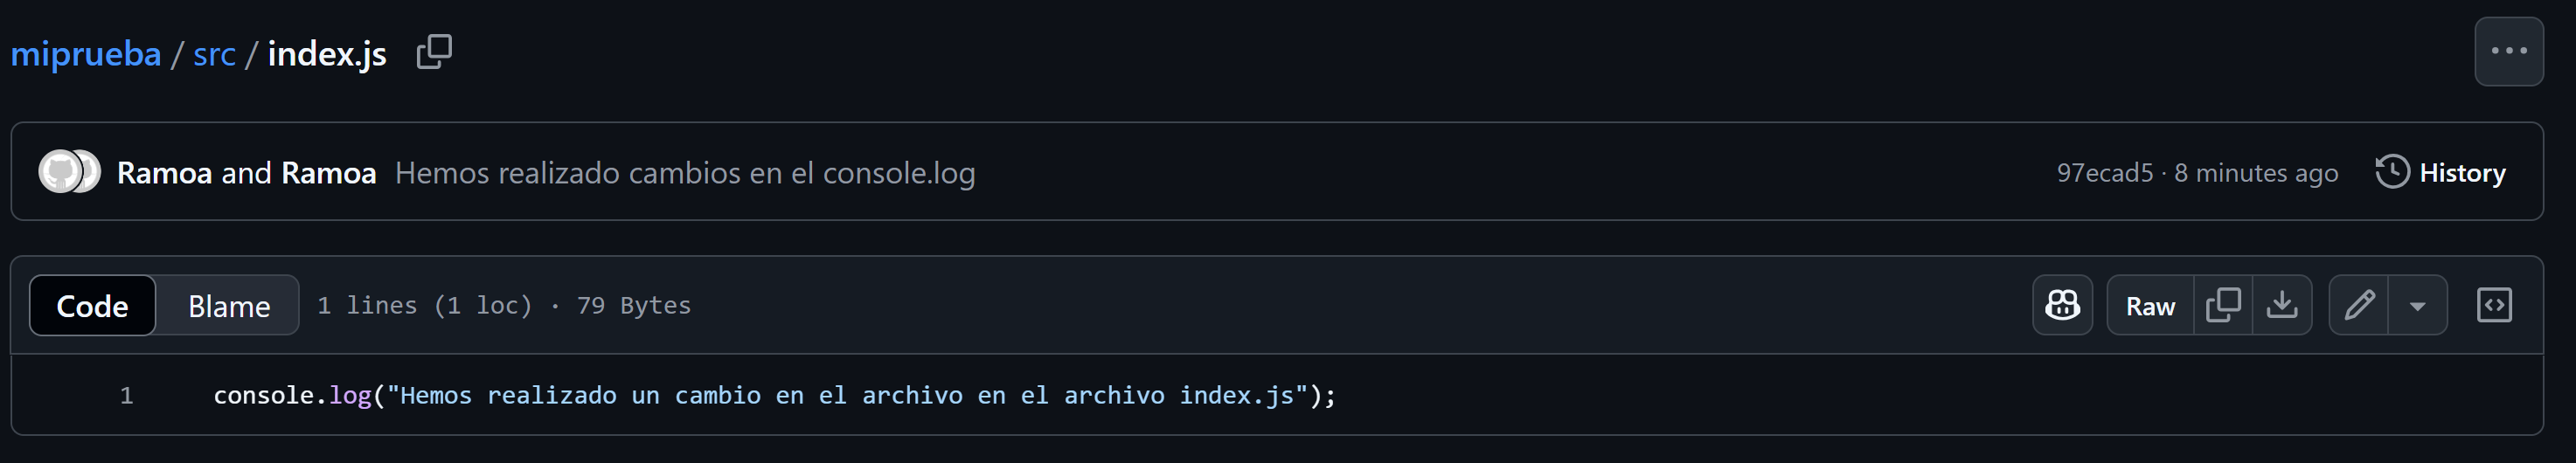 miprueba / src / index.js
Ramoa and Ramoa Hemos realizado cambios en el console.log 97ecad5 · 8 minutes ago History
Code Blame 1 lines (1 loc) · 79 Bytes Raw
1 console.log("Hemos realizado un cambio en el archivo en el archivo index.js");